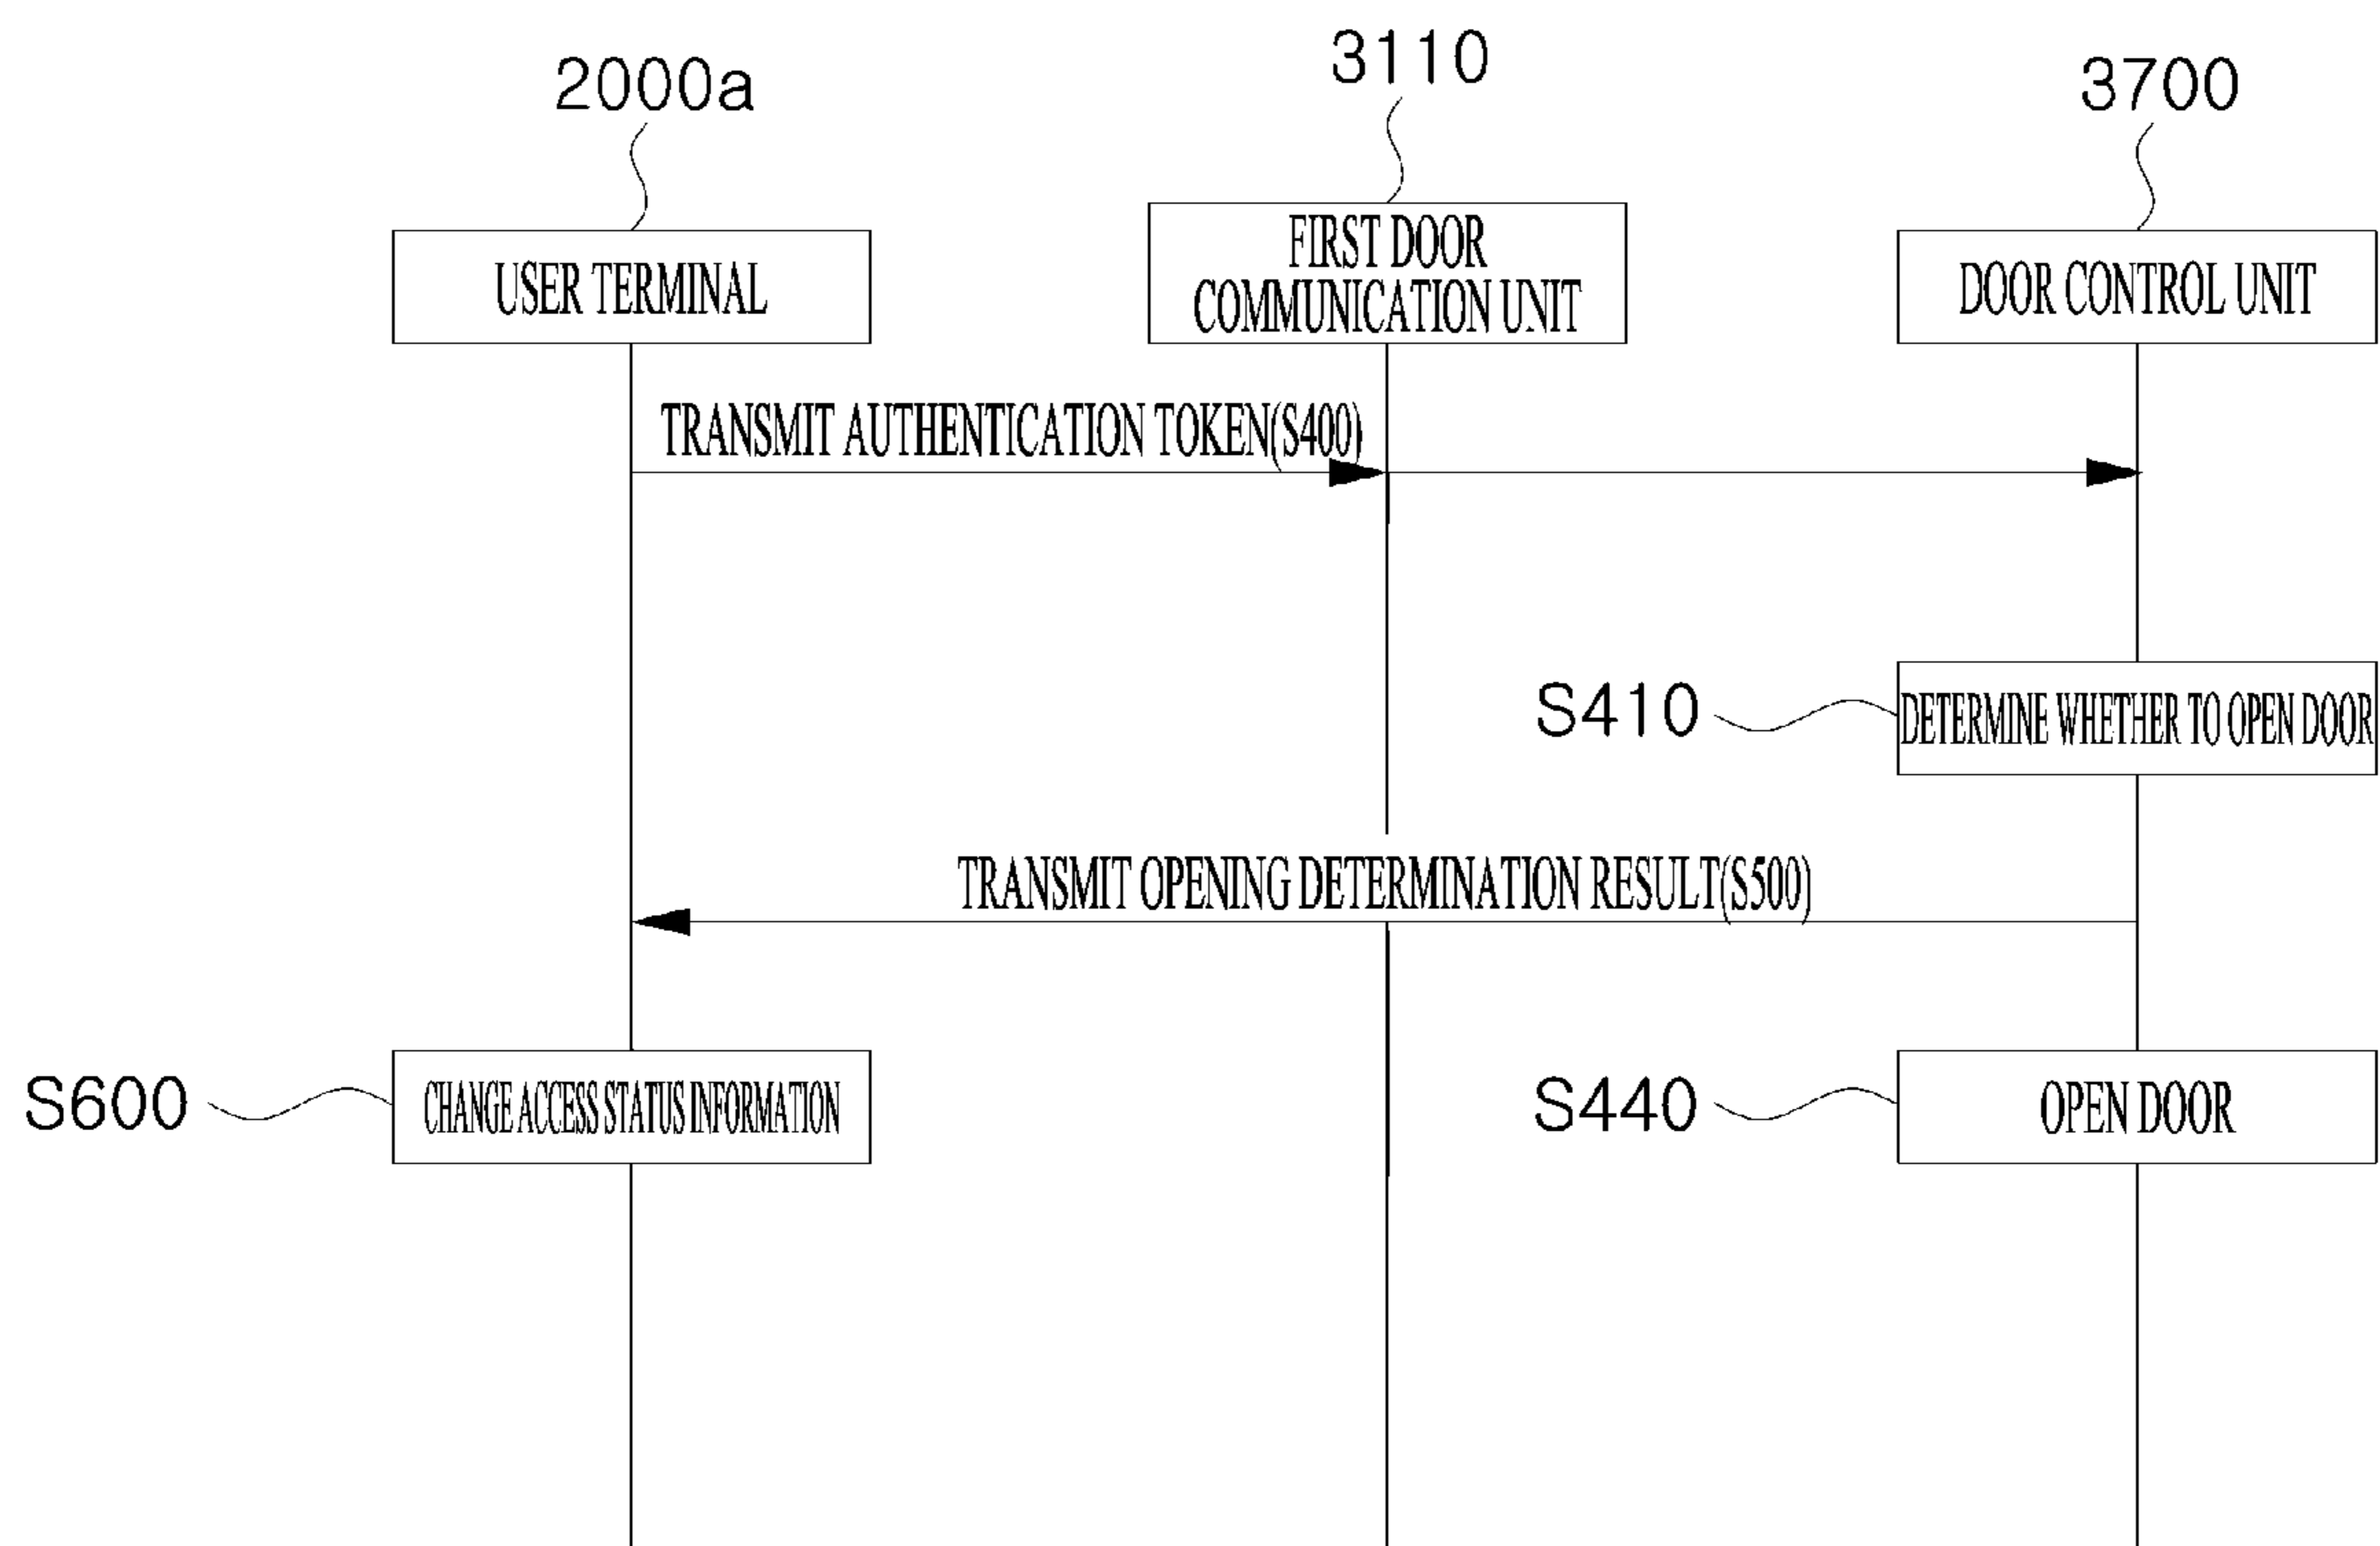 2000a
3110
3700
USER TERMINAL
FIRST DOOR
COMMUNICATION UNIT
DOOR CONTROL UNIT
TRANSMIT AUTHENTICATION TOKEN(S400)
S410
DETERMINE WHETHER TO OPEN DOOR
TRANSMIT OPENING DETERMINATION RESULT(S500)
S600
CHANGE ACCESS STATUS INFORMATION
S440
OPEN DOOR